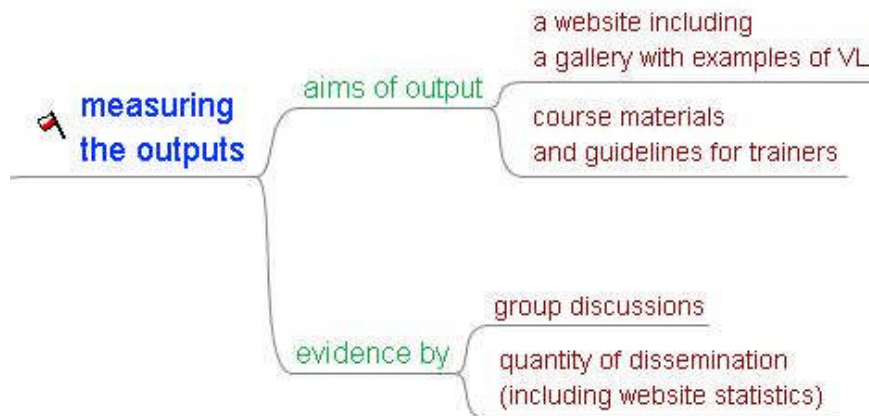 measuring
the outputs
aims of output
a website including
a gallery with examples of VL
course materials
and guidelines for trainers
evidence by
group discussions
quantity of dissemination
(including website statistics)